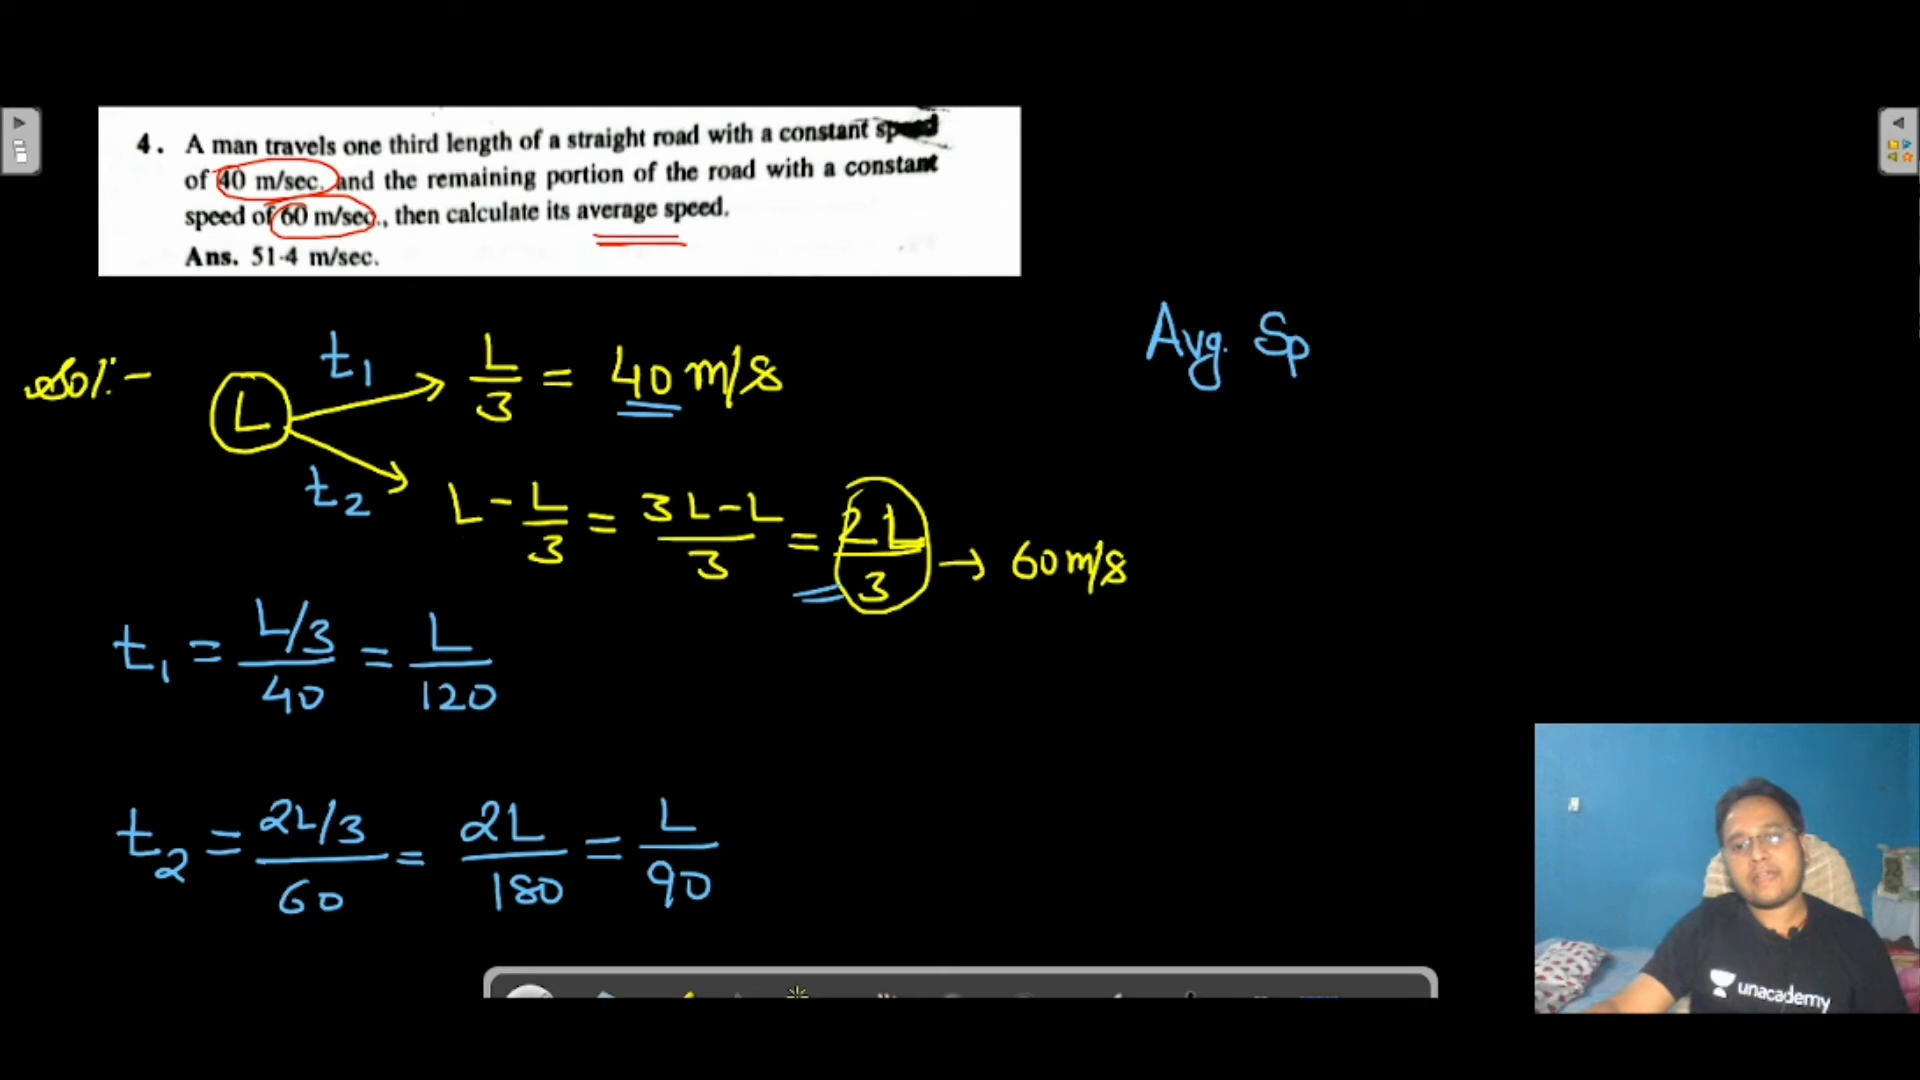 4. A man travels one third length of a straight road with a constant speed
of 40 m/sec. and the remaining portion of the road with a constant
speed of 60 m/sec., then calculate its average speed.
Ans. 51·4 m/sec.
Sol:-
L
t₁
L/3 = 40 m/s
t₂
L - L/3 = (3L-L)/3 = 2L/3 → 60 m/s
t₁ = (L/3)/40 = L/120
t₂ = (2L/3)/60 = 2L/180 = L/90
Avg. Sp
unacademy